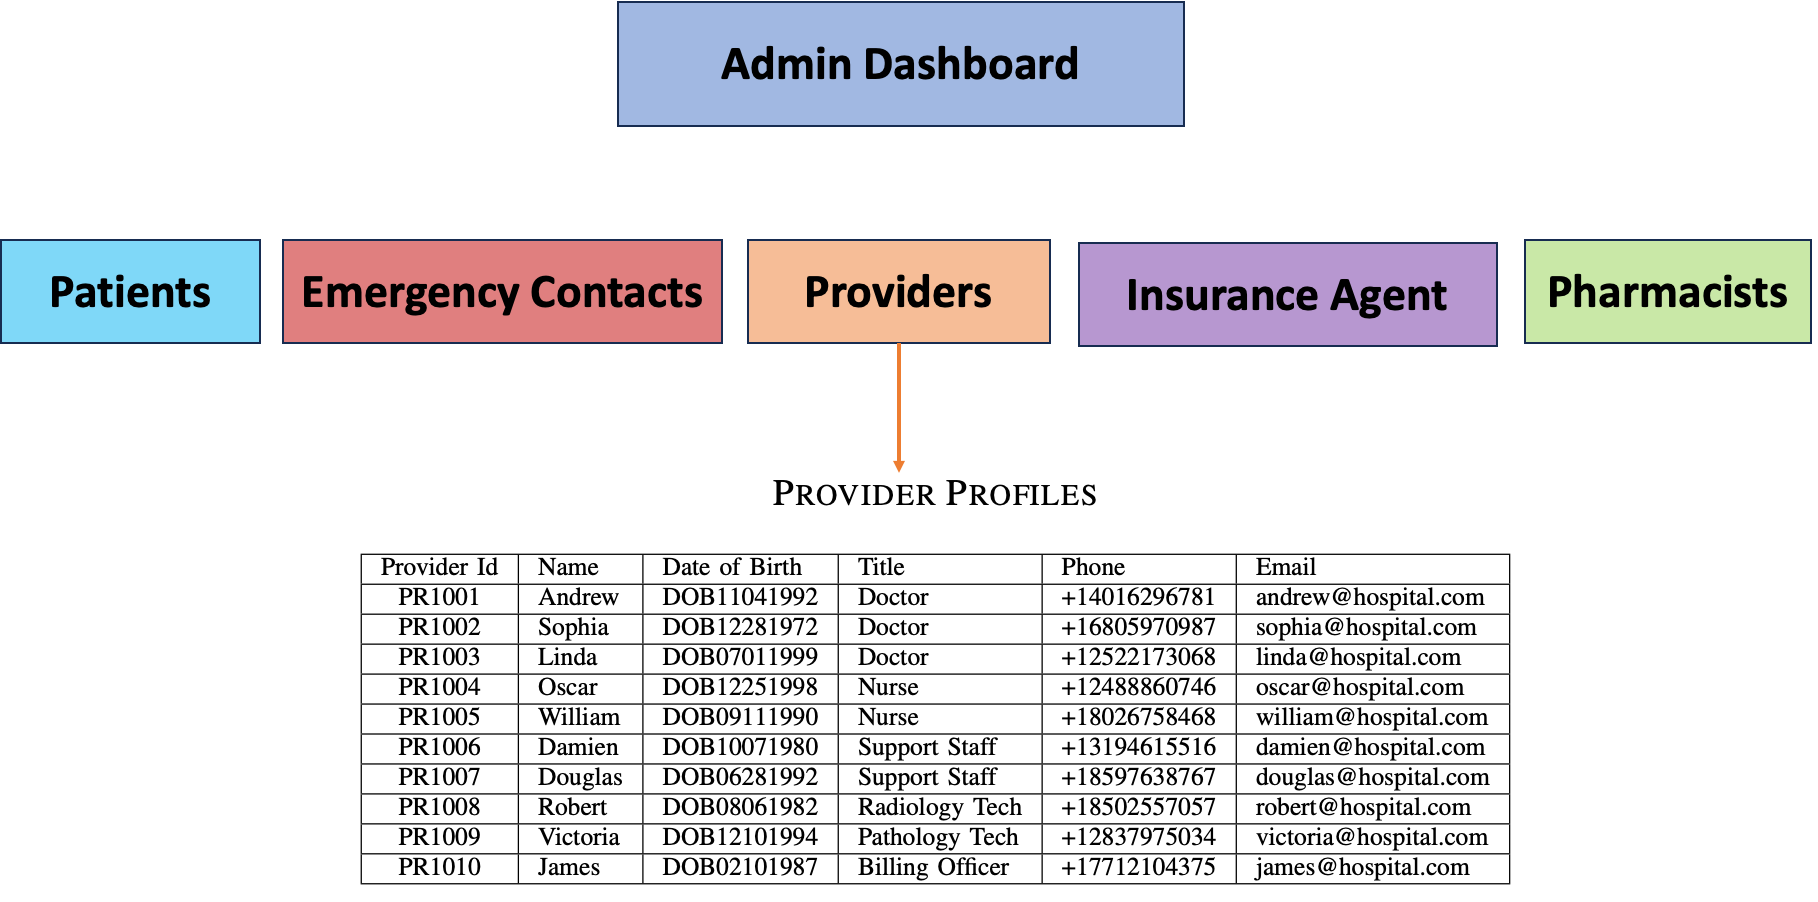 Admin Dashboard
Patients Emergency Contacts Providers Insurance Agent Pharmacists
PROVIDER PROFILES
Provider Id Name Date of Birth Title Phone Email
PR1001 Andrew DOB11041992 Doctor +14016296781 andrew@hospital.com
PR1002 Sophia DOB12281972 Doctor +16805970987 sophia@hospital.com
PR1003 Linda DOB07011999 Doctor +12522173068 linda@hospital.com
PR1004 Oscar DOB12251998 Nurse +12488860746 oscar@hospital.com
PR1005 William DOB09111990 Nurse +18026758468 william@hospital.com
PR1006 Damien DOB10071980 Support Staff +13194615516 damien@hospital.com
PR1007 Douglas DOB06281992 Support Staff +18597638767 douglas@hospital.com
PR1008 Robert DOB08061982 Radiology Tech +18502557057 robert@hospital.com
PR1009 Victoria DOB12101994 Pathology Tech +12837975034 victoria@hospital.com
PR1010 James DOB02101987 Billing Officer +17712104375 james@hospital.com